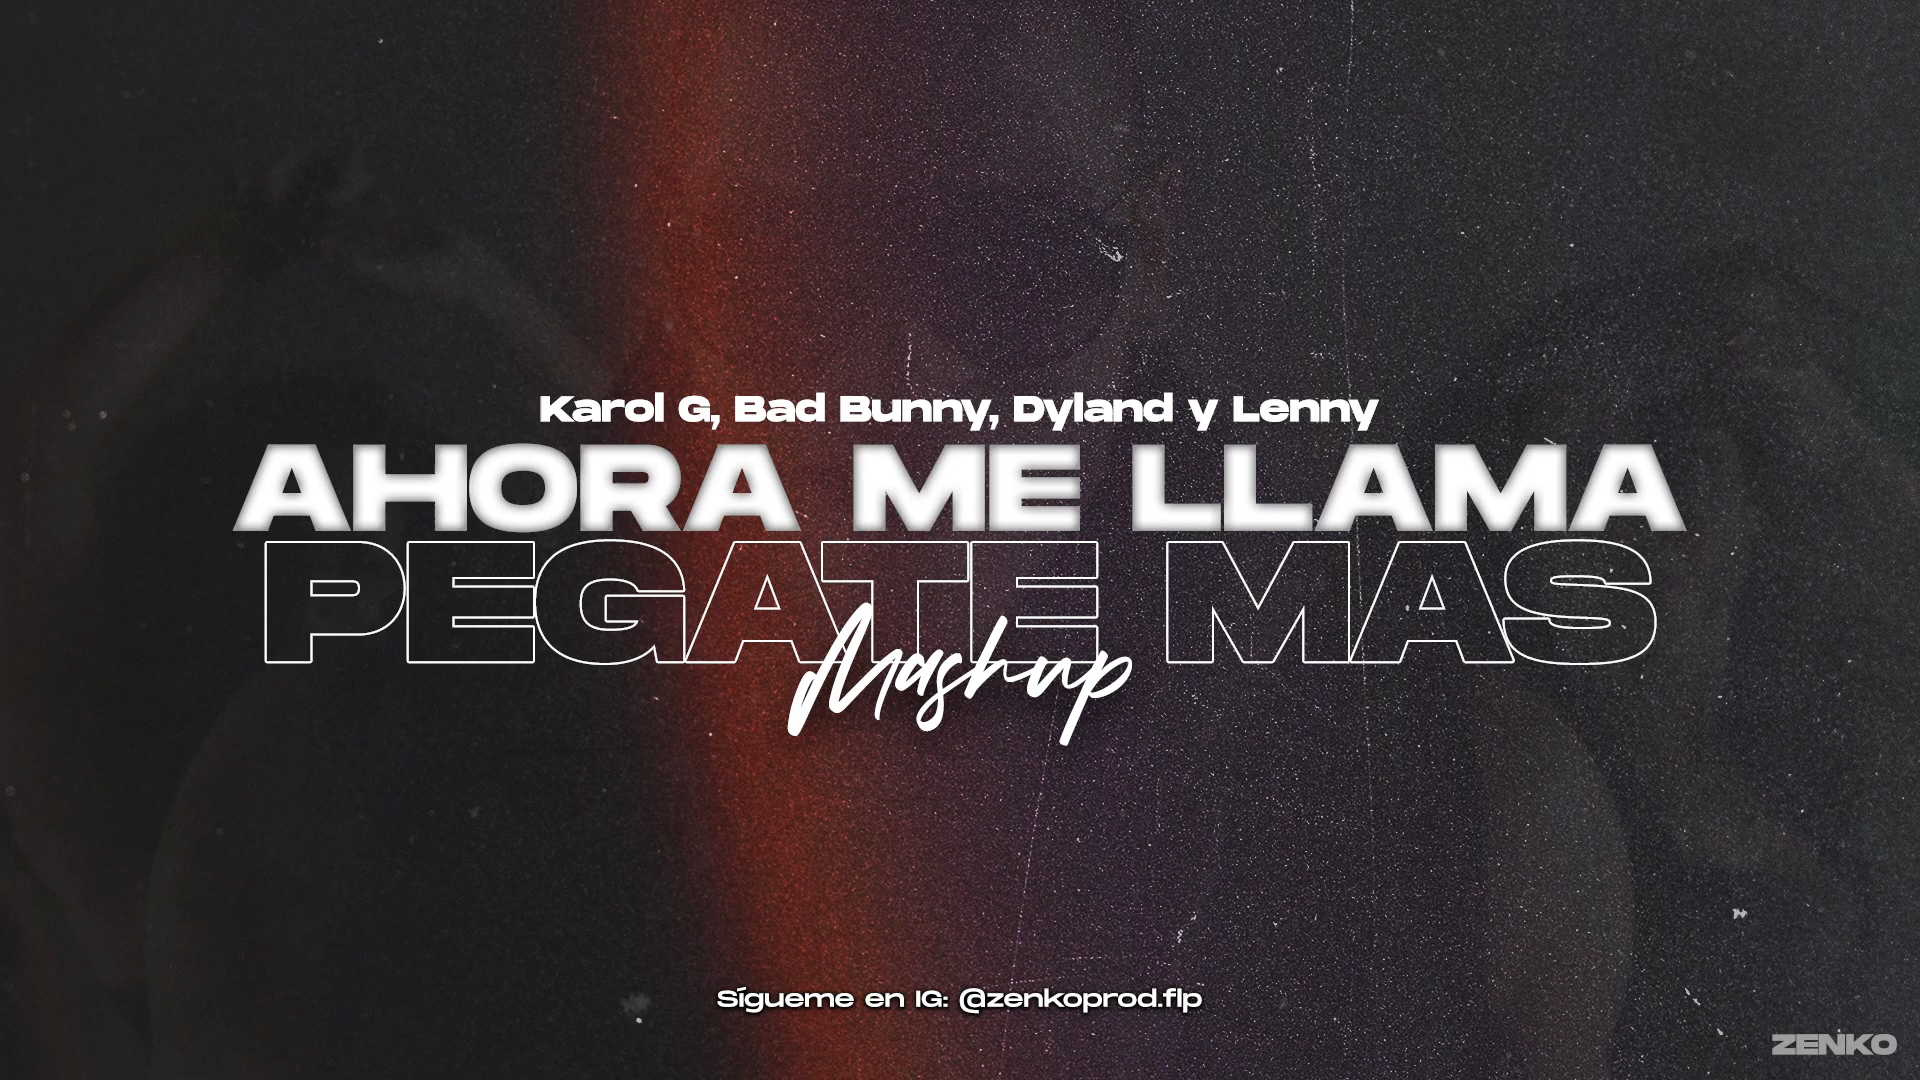 Karol G, Bad Bunny, Dyland y Lenny
AHORA ME LLAMA
PEGATE MAS
Mashup
Sígueme en IG: @zenkoprod.flp
ZENKO